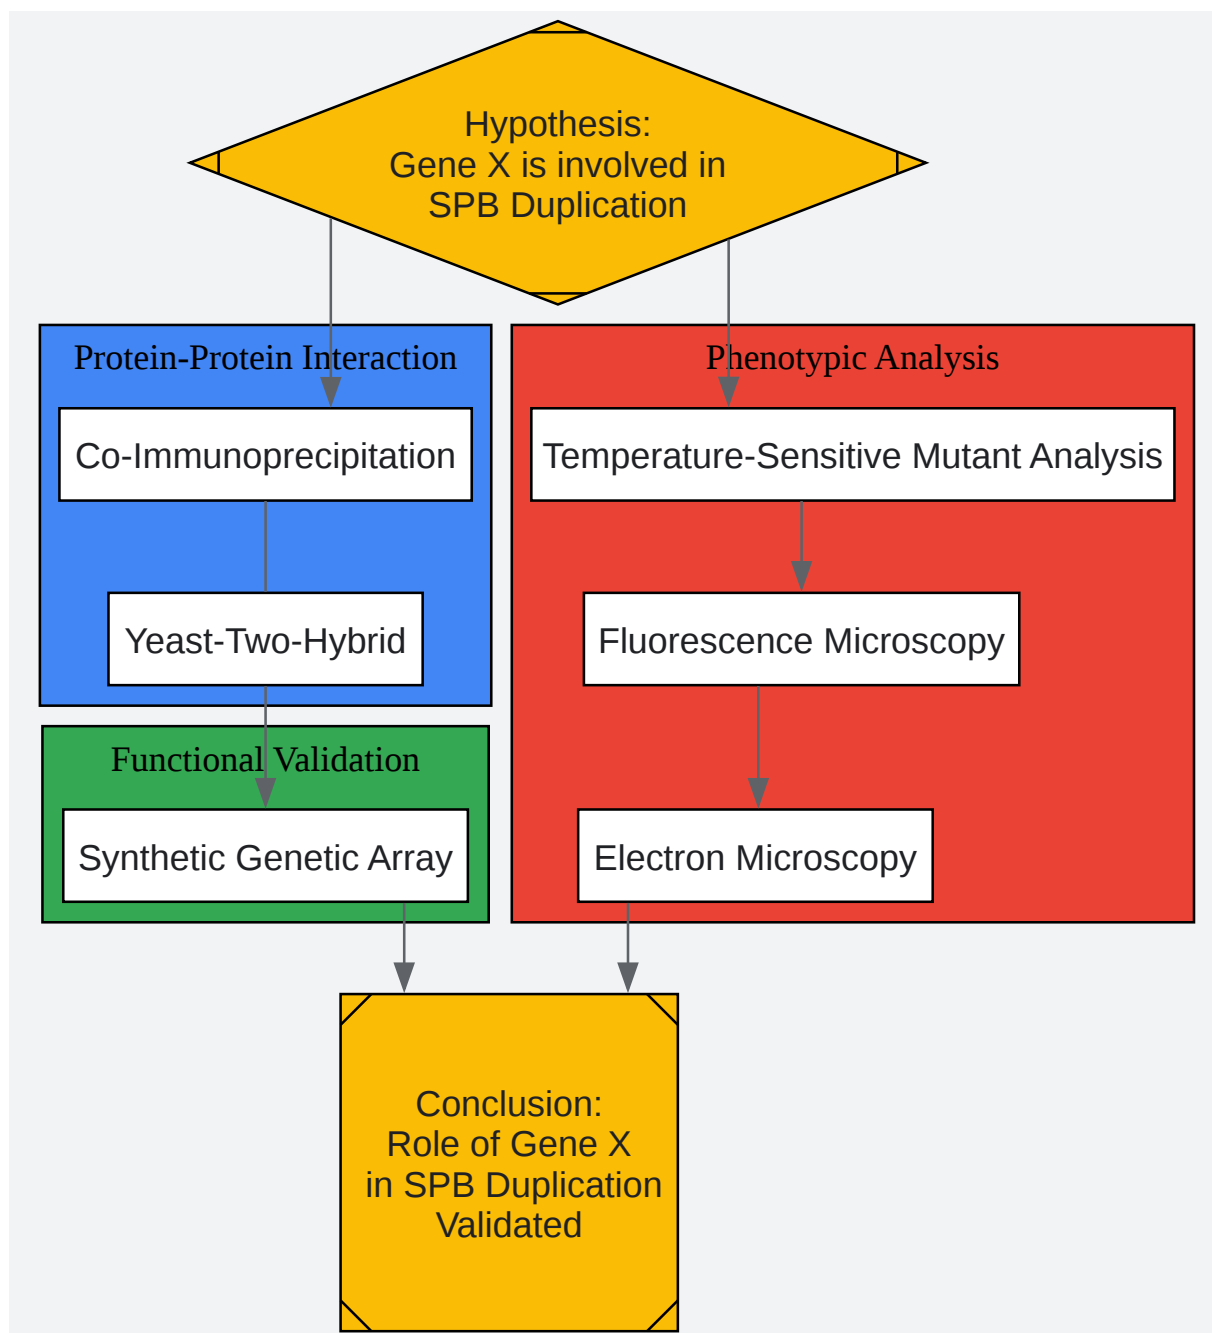 Hypothesis:
Gene X is involved in
SPB Duplication
Protein-Protein Interaction
Co-Immunoprecipitation
Yeast-Two-Hybrid
Functional Validation
Synthetic Genetic Array
Phenotypic Analysis
Temperature-Sensitive Mutant Analysis
Fluorescence Microscopy
Electron Microscopy
Conclusion:
Role of Gene X
in SPB Duplication
Validated